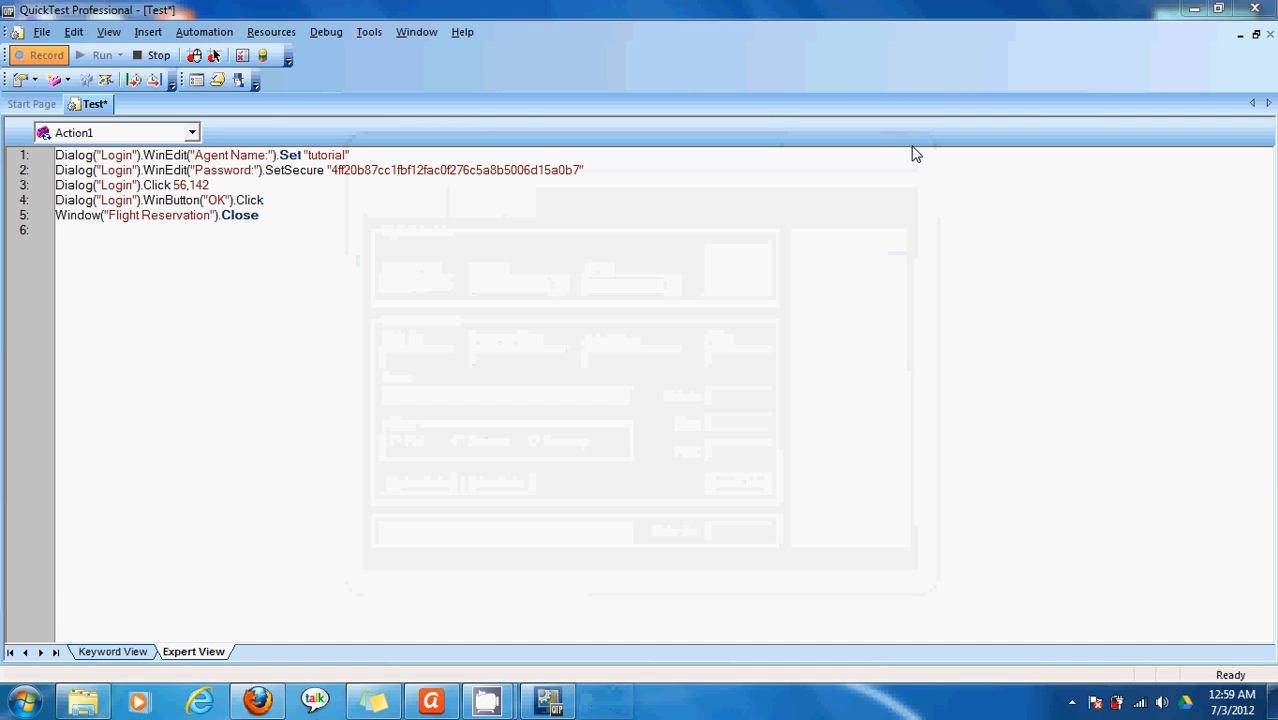 QuickTest Professional - [Test*]
File Edit View Insert Automation Resources Debug Tools Window Help
Record Run Stop
Start Page Test*
Action1
1: Dialog("Login").WinEdit("Agent Name:").Set "tutorial"
2: Dialog("Login").WinEdit("Password:").SetSecure "4ff20b87cc1fbf12fac0f276c5a8b5006d15a0b7"
3: Dialog("Login").Click 56,142
4: Dialog("Login").WinButton("OK").Click
5: Window("Flight Reservation").Close
6:
Keyword View Expert View
Ready
talk
a
QTP
12:59 AM
7/3/2012